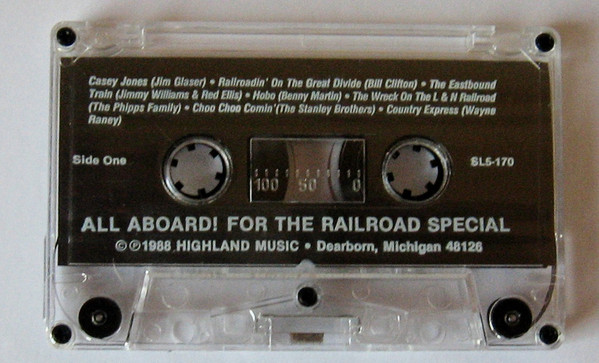 Casey Jones (Jim Glaser) • Railroadin' On The Great Divide (Bill Clifton) • The Eastbound
Train (Jimmy Williams & Red Ellis) • Hobo (Benny Martin) • The Wreck On The L & N Railroad
(The Phipps Family) • Choo Choo Comin' (The Stanley Brothers) • Country Express (Wayne
Raney)
Side One
SL5-170
100 50 0
ALL ABOARD! FOR THE RAILROAD SPECIAL
©℗1988 HIGHLAND MUSIC • Dearborn, Michigan 48126